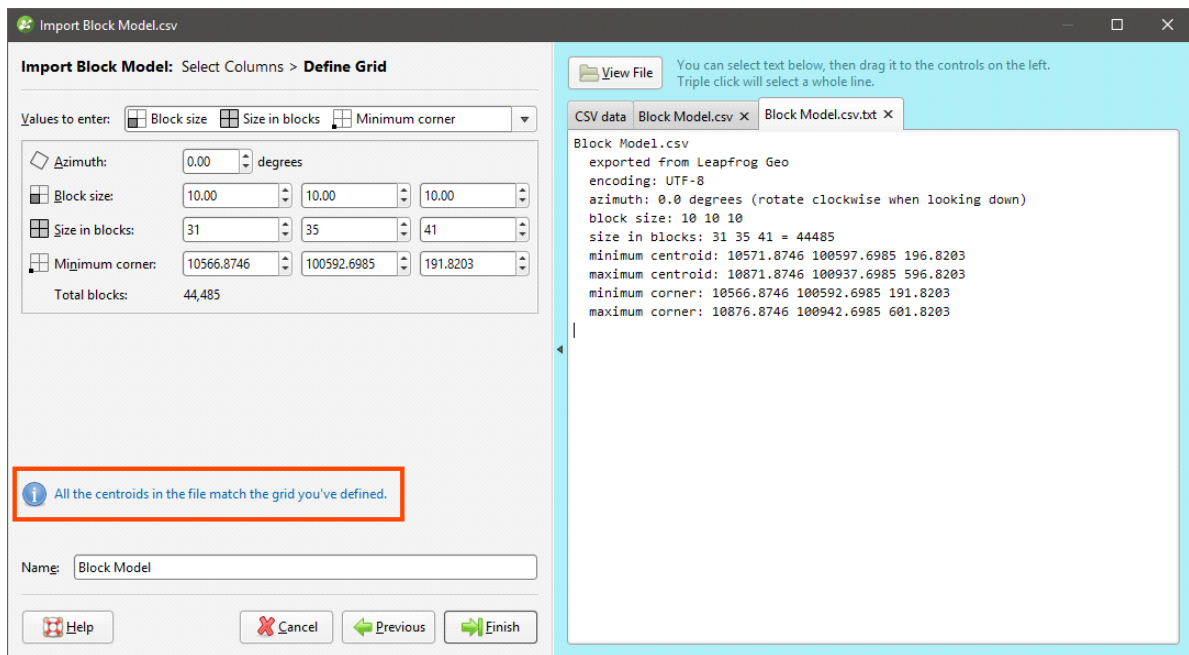 Import Block Model.csv
Import Block Model: Select Columns > Define Grid
Values to enter: Block size Size in blocks Minimum corner
Azimuth: 0.00 degrees
Block size: 10.00 10.00 10.00
Size in blocks: 31 35 41
Minimum corner: 10566.8746 100592.6985 191.8203
Total blocks: 44,485
All the centroids in the file match the grid you've defined.
Name: Block Model
Help Cancel Previous Finish
View File
You can select text below, then drag it to the controls on the left.
Triple click will select a whole line.
CSV data Block Model.csv Block Model.csv.txt
Block Model.csv
exported from Leapfrog Geo
encoding: UTF-8
azimuth: 0.0 degrees (rotate clockwise when looking down)
block size: 10 10 10
size in blocks: 31 35 41 = 44485
minimum centroid: 10571.8746 100597.6985 196.8203
maximum centroid: 10871.8746 100937.6985 596.8203
minimum corner: 10566.8746 100592.6985 191.8203
maximum corner: 10876.8746 100942.6985 601.8203